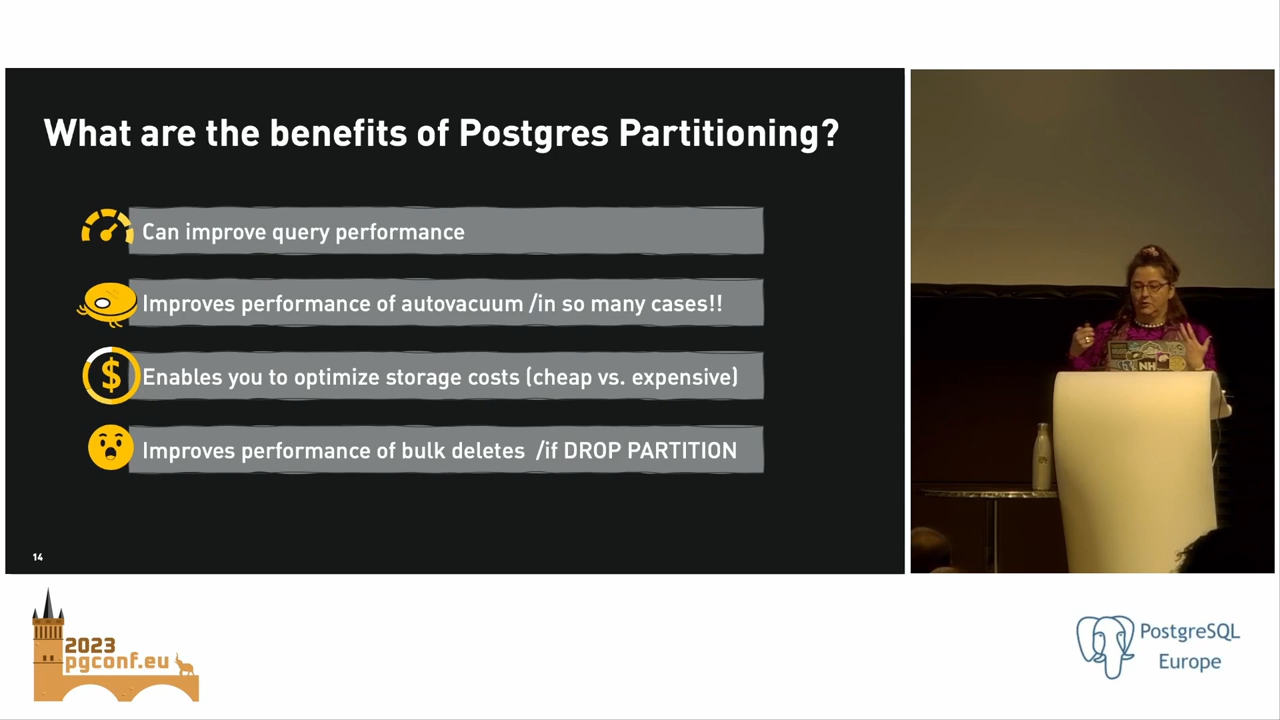 What are the benefits of Postgres Partitioning?
Can improve query performance
Improves performance of autovacuum /in so many cases!!
$
Enables you to optimize storage costs (cheap vs. expensive)
Improves performance of bulk deletes /if DROP PARTITION
14
NH
2023
pgconf.eu
PostgreSQL
Europe